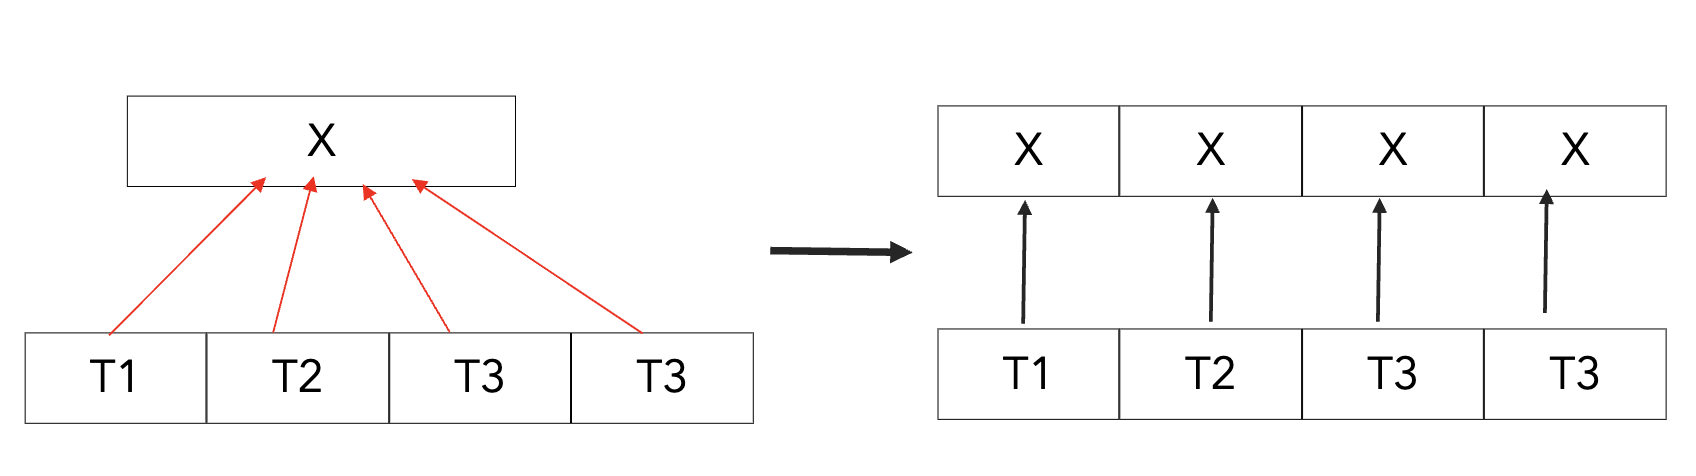 X
T1 T2 T3 T3
X X X X
T1 T2 T3 T3